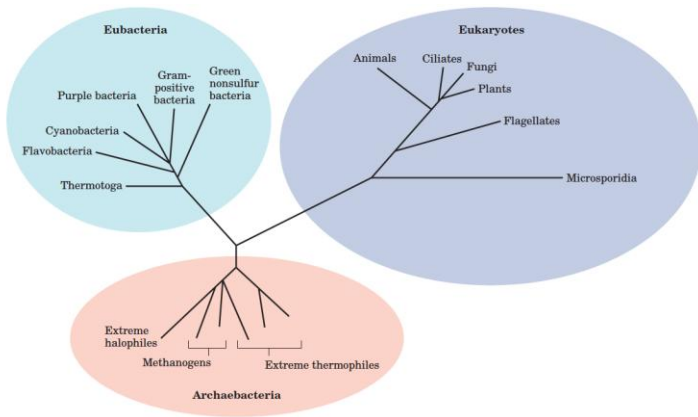 Eubacteria
Eukaryotes
Animals
Ciliates
Fungi
Plants
Flagellates
Microsporidia
Green
nonsulfur
bacteria
Gram-
positive
bacteria
Purple bacteria
Cyanobacteria
Flavobacteria
Thermotoga
Extreme
halophiles
Methanogens
Extreme thermophiles
Archaebacteria